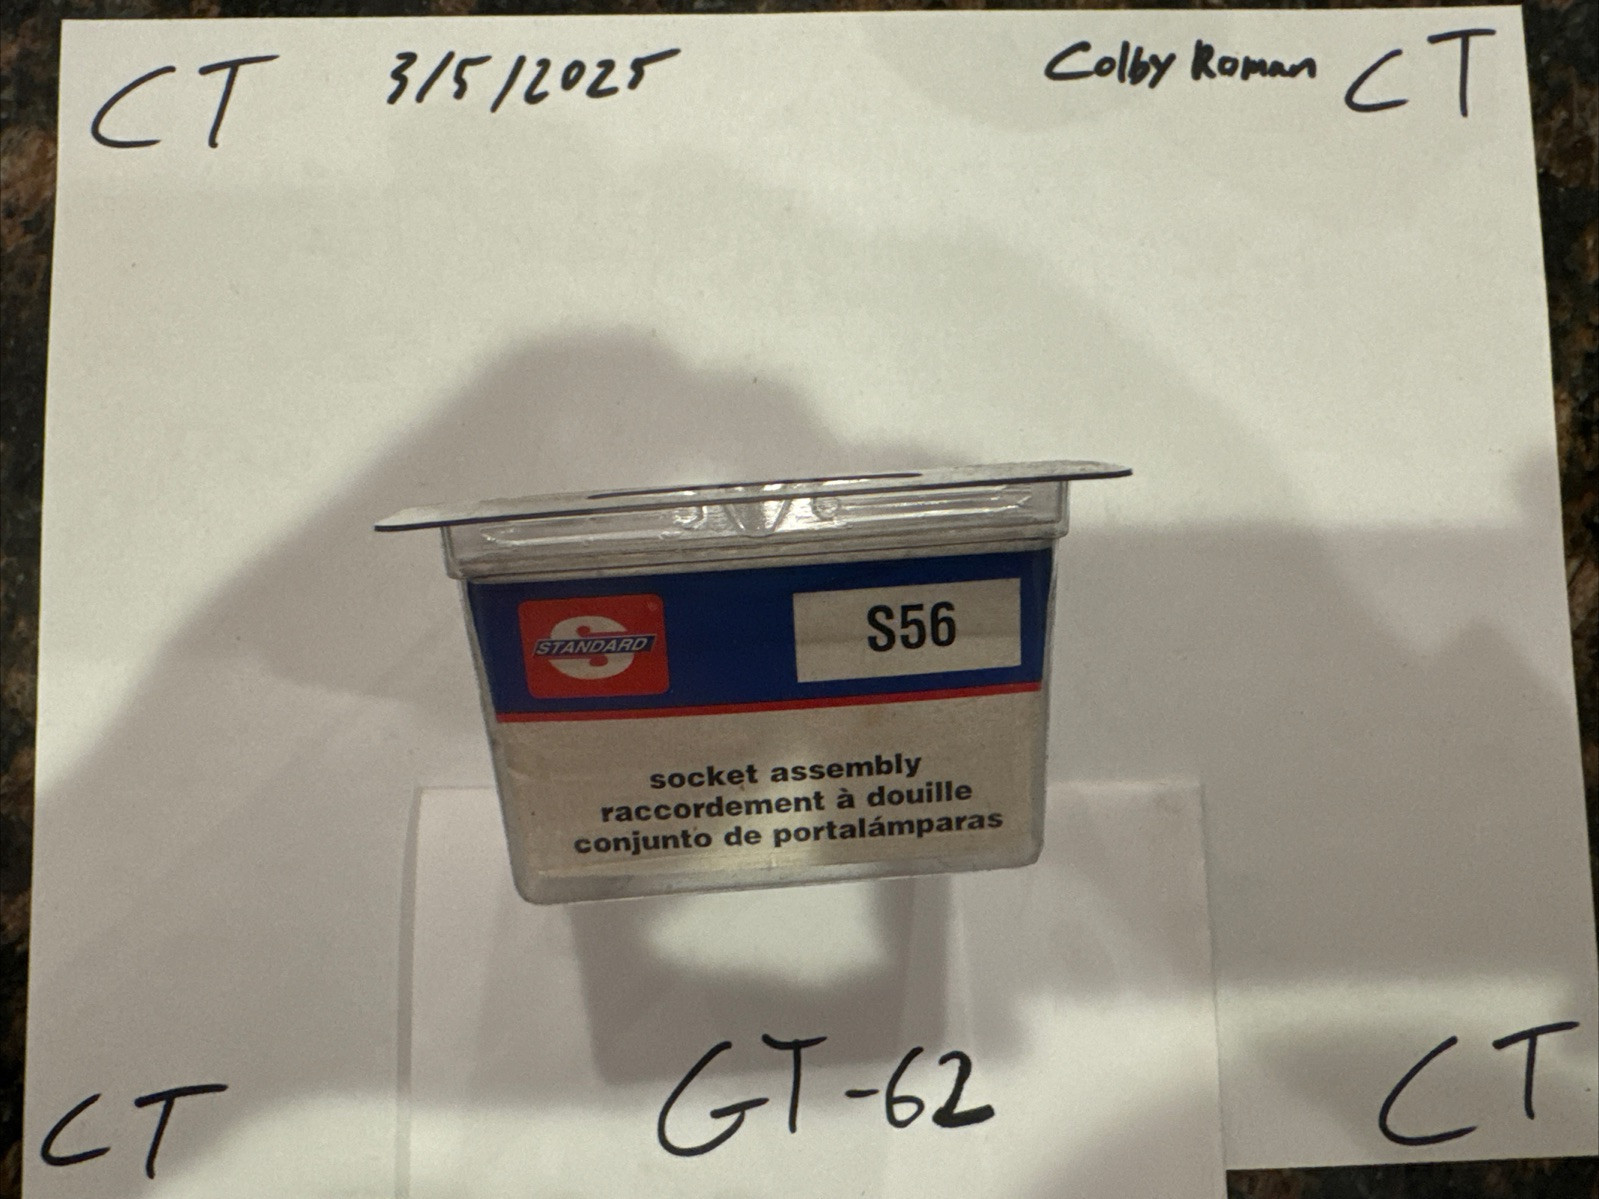 CT 3/5/2025 Colby Roman CT
STANDARD
S56
socket assembly
raccordement à douille
conjunto de portalámparas
GT-62
CT CT